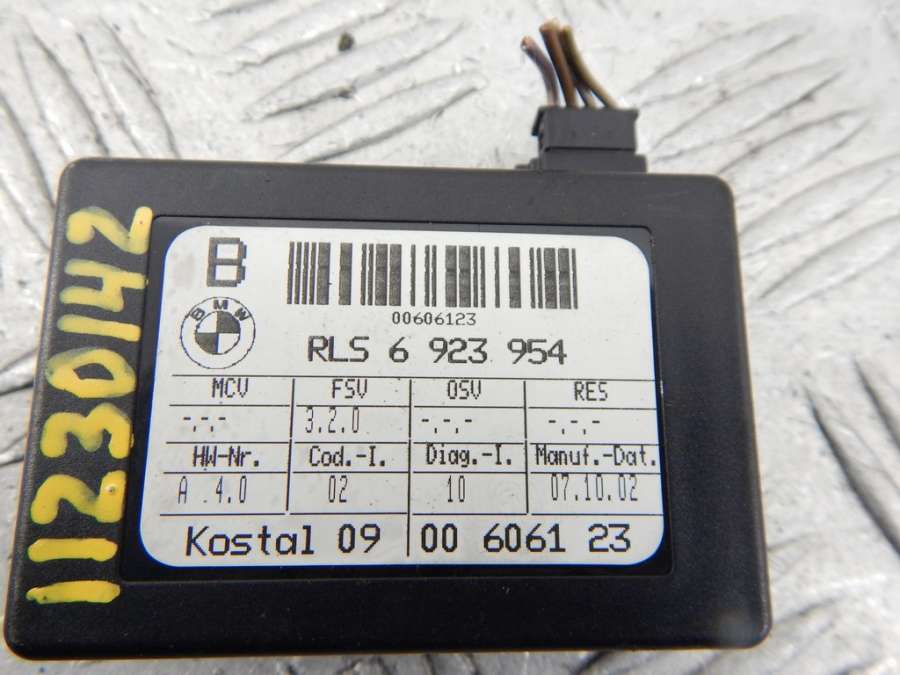 11230142
B
BMW
00606123
RLS 6 923 954
MCV FSV OSV RES
-.-.- 3.2.0 -.-.- -.-.-
HW-Nr. Cod.-I. Diag.-I. Manuf.-Dat.
A 4.0 02 10 07.10.02
Kostal 09 00 6061 23